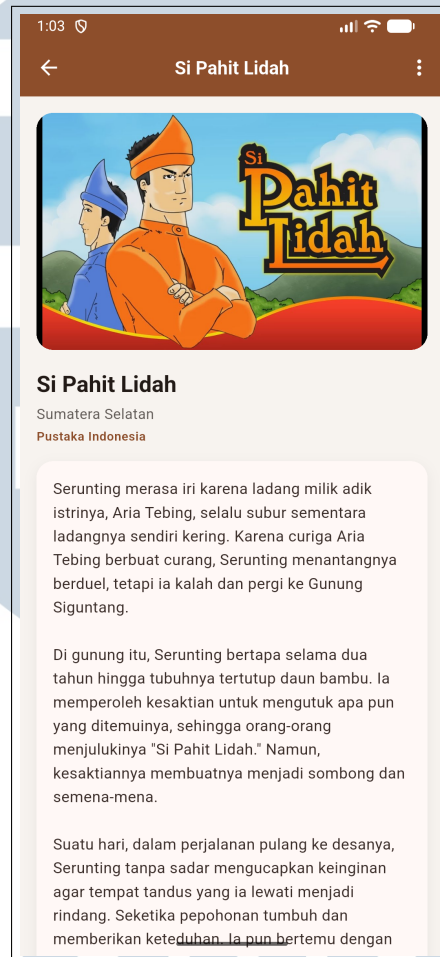 1:03
Si Pahit Lidah
Si
Pahit
Lidah
Si Pahit Lidah
Sumatera Selatan
Pustaka Indonesia
Serunting merasa iri karena ladang milik adik
istrinya, Aria Tebing, selalu subur sementara
ladangnya sendiri kering. Karena curiga Aria
Tebing berbuat curang, Serunting menantangnya
berduel, tetapi ia kalah dan pergi ke Gunung
Siguntang.
Di gunung itu, Serunting bertapa selama dua
tahun hingga tubuhnya tertutup daun bambu. Ia
memperoleh kesaktian untuk mengutuk apa pun
yang ditemuinya, sehingga orang-orang
menjulukinya "Si Pahit Lidah." Namun,
kesaktiannya membuatnya menjadi sombong dan
semena-mena.
Suatu hari, dalam perjalanan pulang ke desanya,
Serunting tanpa sadar mengucapkan keinginan
agar tempat tandus yang ia lewati menjadi
rindang. Seketika pepohonan tumbuh dan
memberikan keteduhan. Ia pun bertemu dengan